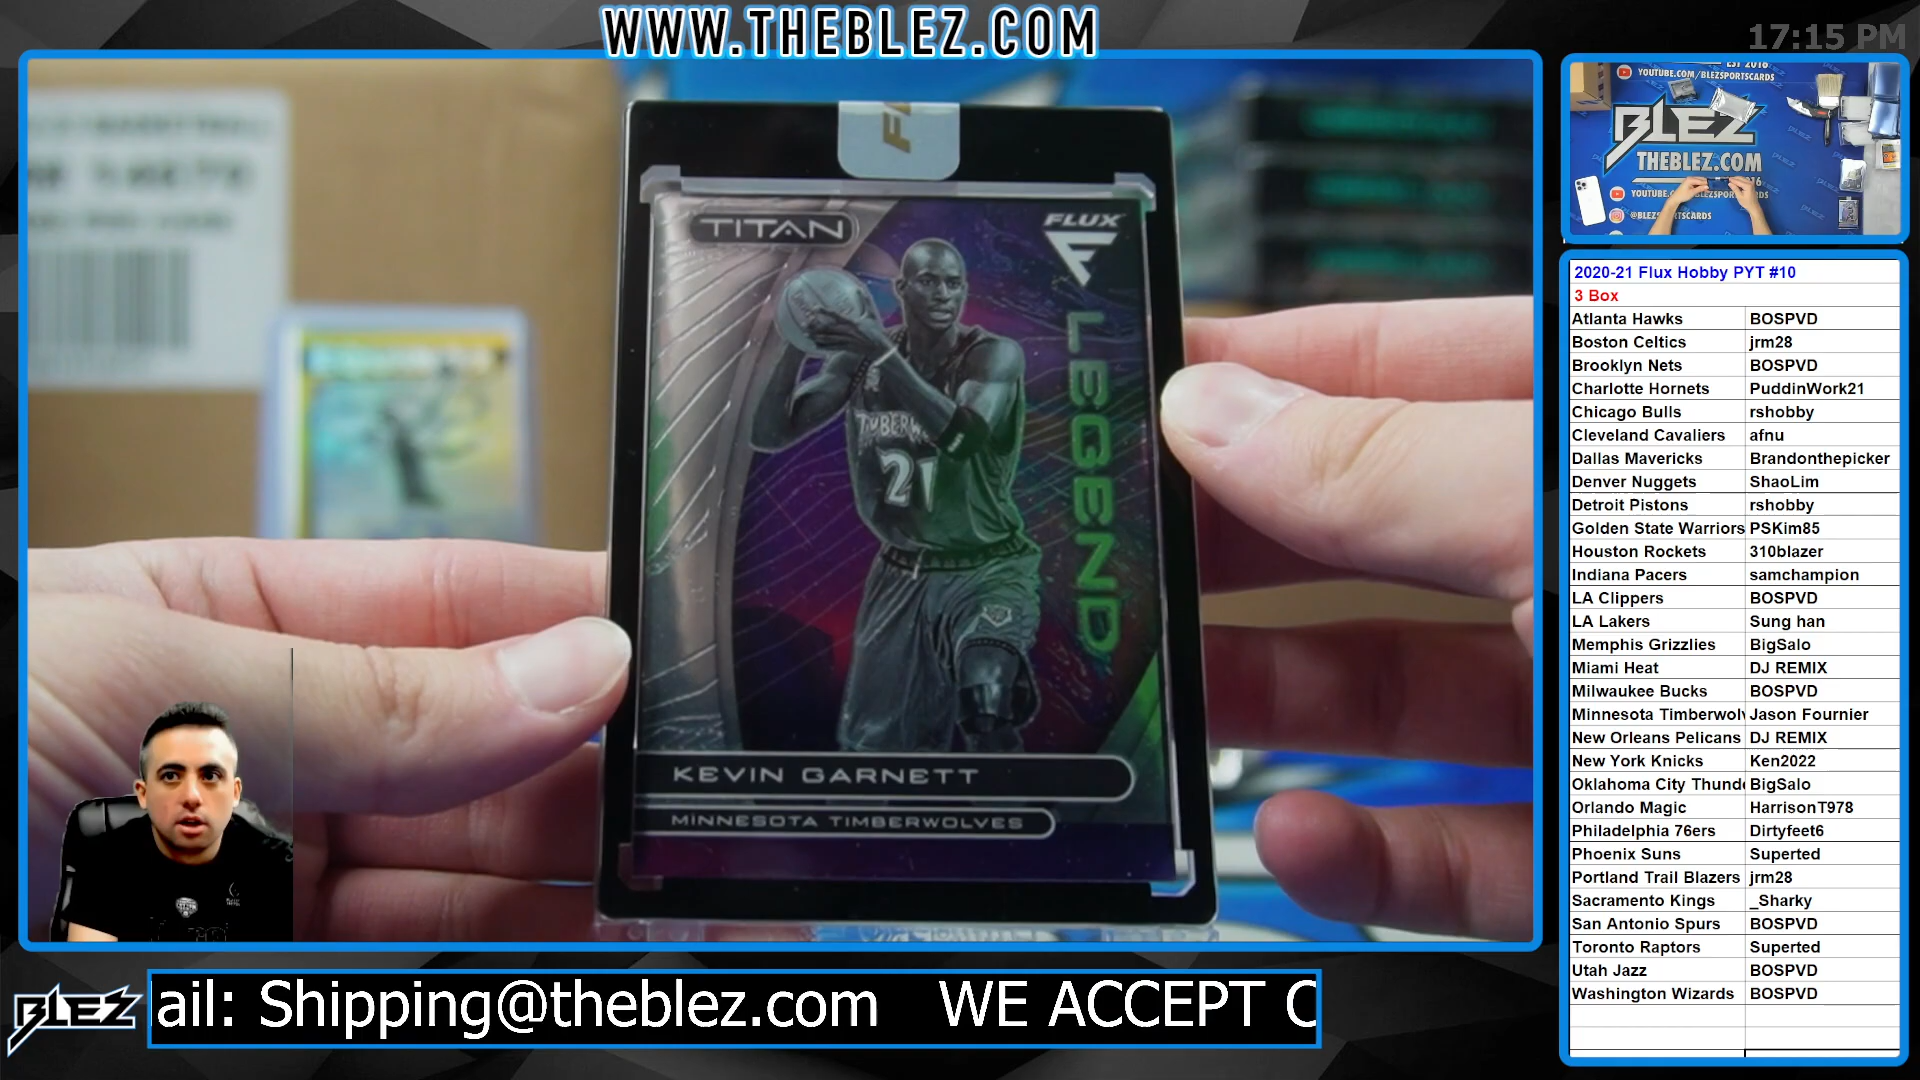 WWW.THEBLEZ.COM
17:15 PM
TITAN
FLUX
LEGEND
TIMBERW
21
KEVIN GARNETT
MINNESOTA TIMBERWOLVES
EST 2016
YOUTUBE.COM/BLEZSPORTSCARDS
BLEZ
THEBLEZ.COM
2020-21 Flux Hobby PYT #10
3 Box
Atlanta Hawks BOSPVD
Boston Celtics jrm28
Brooklyn Nets BOSPVD
Charlotte Hornets PuddinWork21
Chicago Bulls rshobby
Cleveland Cavaliers afnu
Dallas Mavericks Brandonthepicker
Denver Nuggets ShaoLim
Detroit Pistons rshobby
Golden State Warriors PSKim85
Houston Rockets 310blazer
Indiana Pacers samchampion
LA Clippers BOSPVD
LA Lakers Sung han
Memphis Grizzlies BigSalo
Miami Heat DJ REMIX
Milwaukee Bucks BOSPVD
Minnesota Timberwolv Jason Fournier
New Orleans Pelicans DJ REMIX
New York Knicks Ken2022
Oklahoma City Thunde BigSalo
Orlando Magic HarrisonT978
Philadelphia 76ers Dirtyfeet6
Phoenix Suns Superted
Portland Trail Blazers jrm28
Sacramento Kings _Sharky
San Antonio Spurs BOSPVD
Toronto Raptors Superted
Utah Jazz BOSPVD
Washington Wizards BOSPVD
BLEZ
ail: Shipping@theblez.com WE ACCEPT C